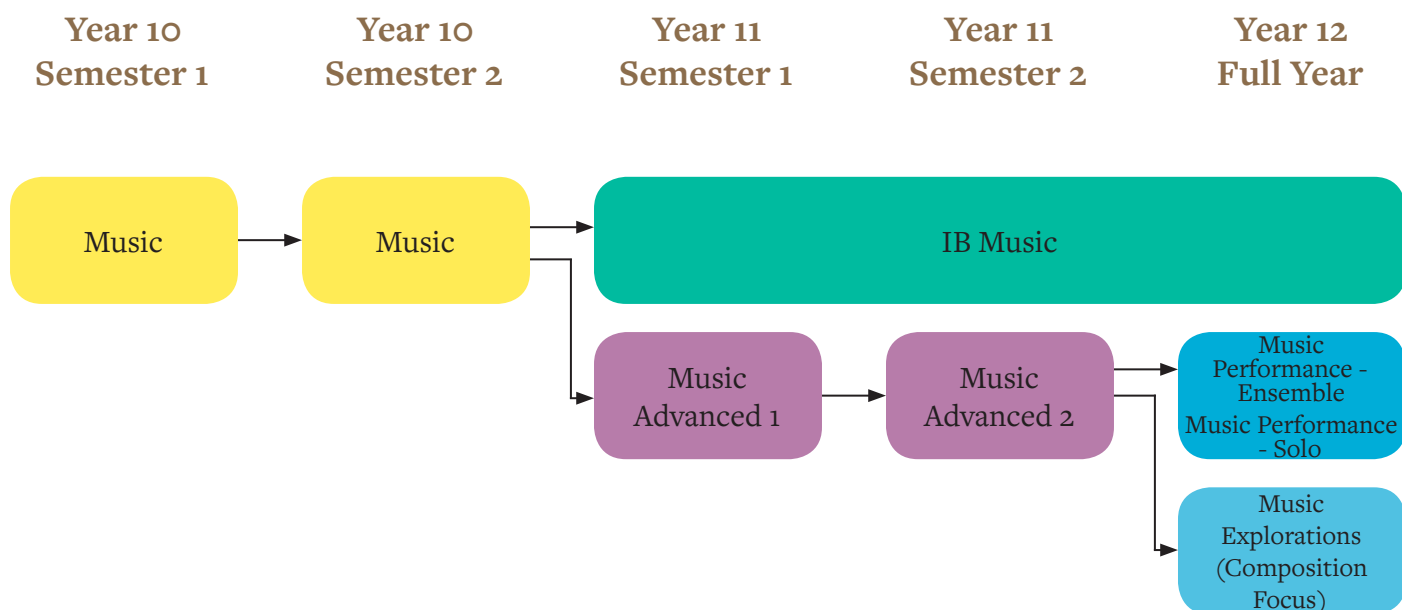 Year 10
Semester 1
Year 10
Semester 2
Year 11
Semester 1
Year 11
Semester 2
Year 12
Full Year
Music
Music
IB Music
Music
Advanced 1
Music
Advanced 2
Music
Performance -
Ensemble
Music Performance
- Solo
Music
Explorations
(Composition
Focus)